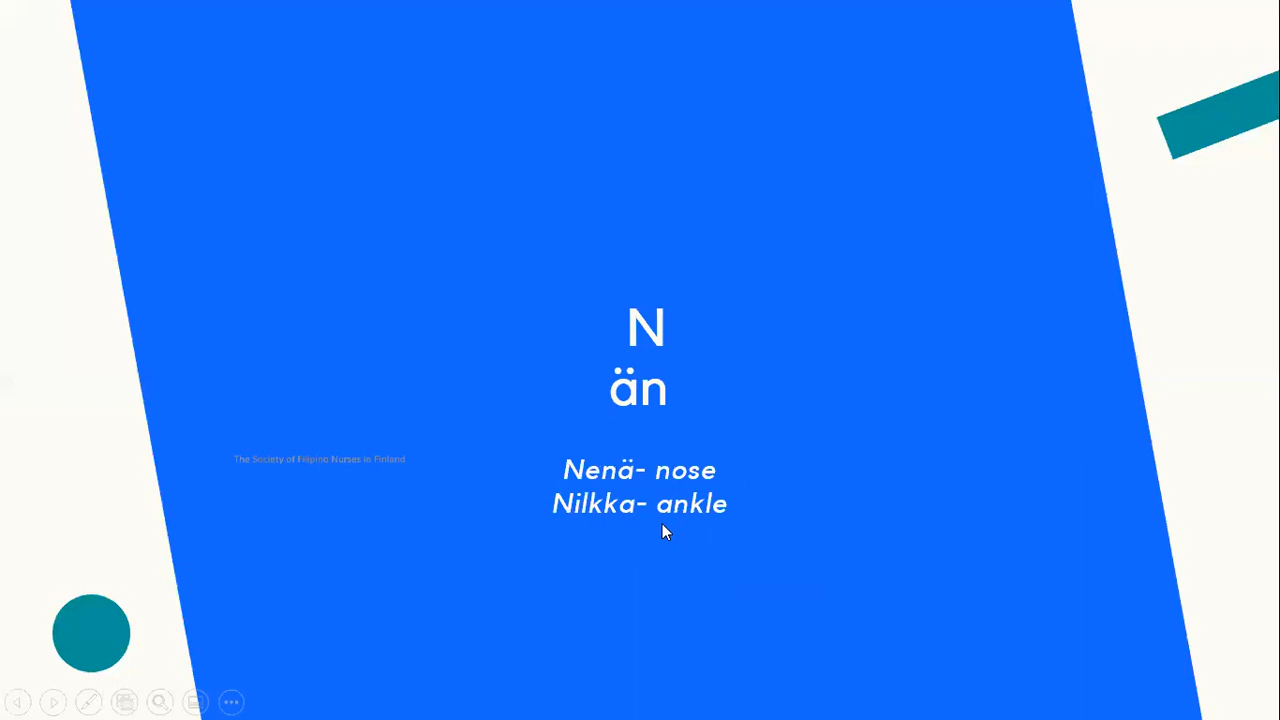 N
än
The Society of Filipino Nurses in Finland
Nenä- nose
Nilkka- ankle